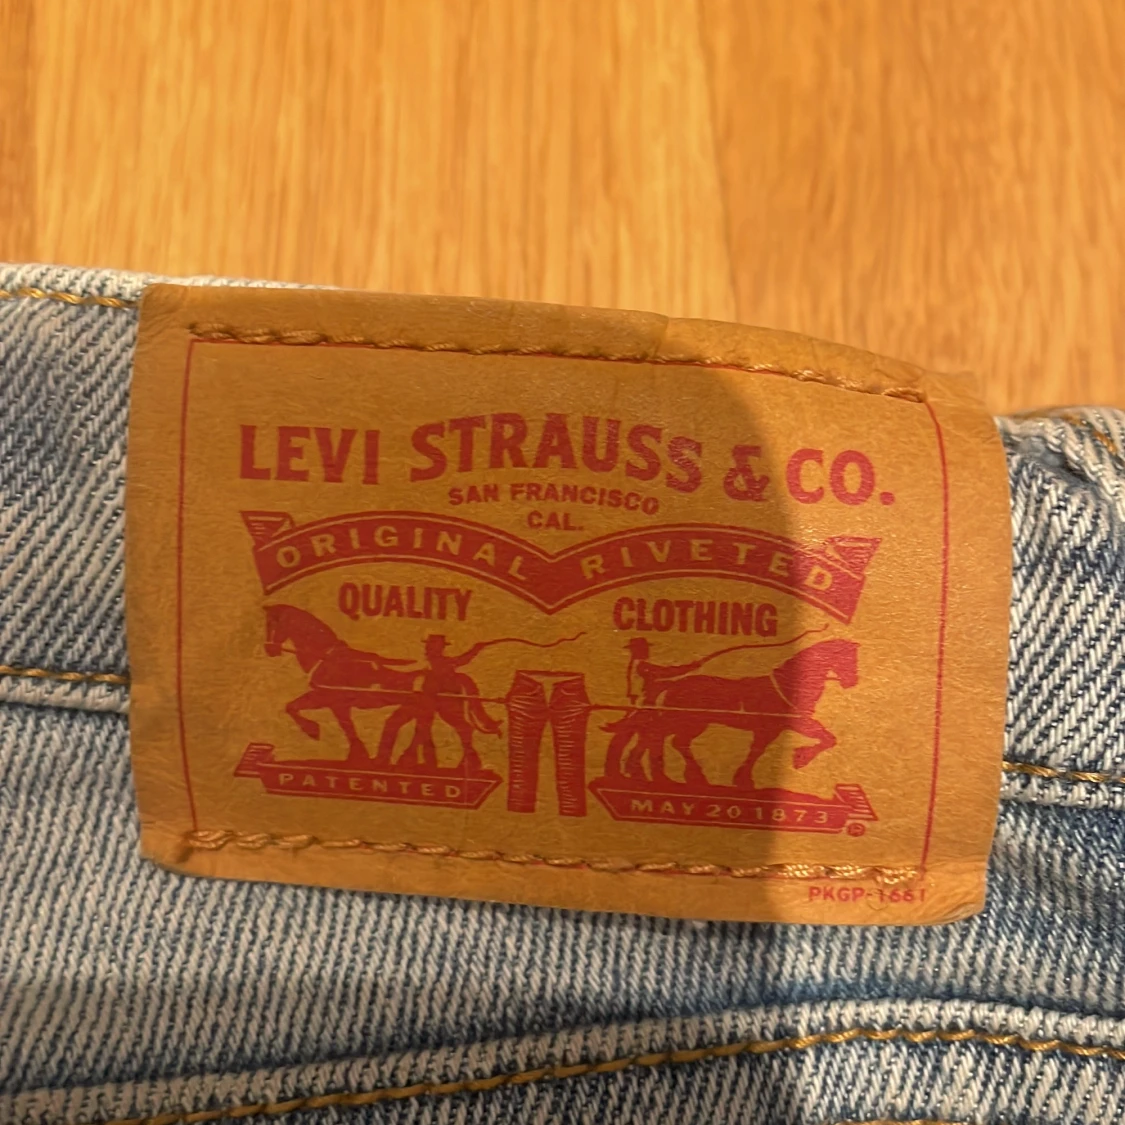 LEVI STRAUSS & CO.
SAN FRANCISCO
CAL.
ORIGINAL RIVETED
QUALITY CLOTHING
PATENTED MAY 20 1873
®
PKGP-1661